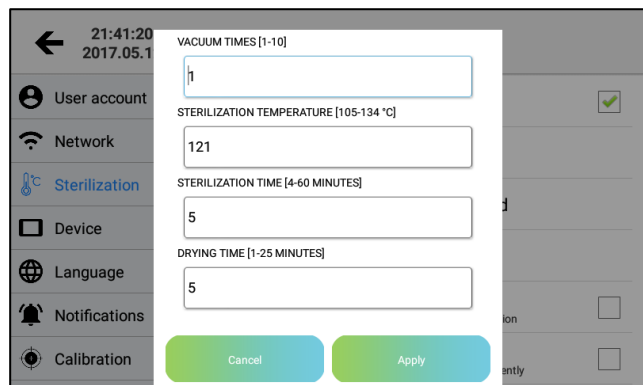 21:41:20
2017.05.1
User account
Network
°C Sterilization
Device
Language
Notifications
Calibration
VACUUM TIMES [1-10]
1
STERILIZATION TEMPERATURE [105-134 °C]
121
STERILIZATION TIME [4-60 MINUTES]
5
DRYING TIME [1-25 MINUTES]
5
Cancel
Apply